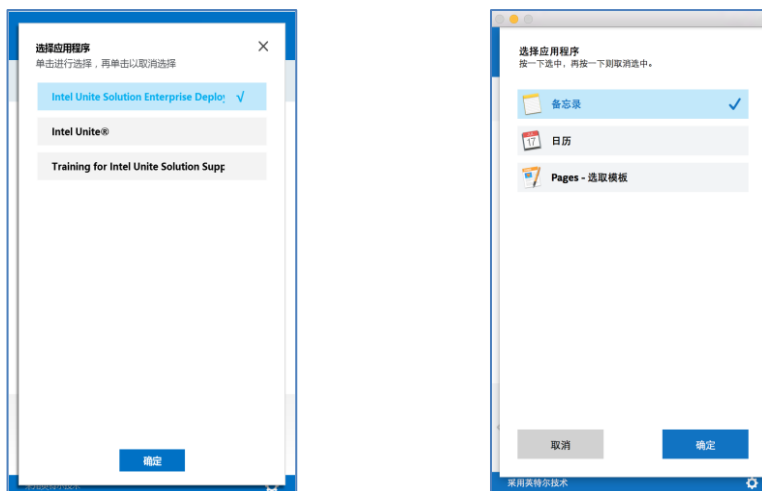 选择应用程序
单击进行选择，再单击以取消选择
Intel Unite Solution Enterprise Deploy √
Intel Unite®
Training for Intel Unite Solution Supp
确定
选择应用程序
按一下选中，再按一下则取消选中。
备忘录
17
日历
Pages - 选取模板
取消
确定
采用英特尔技术